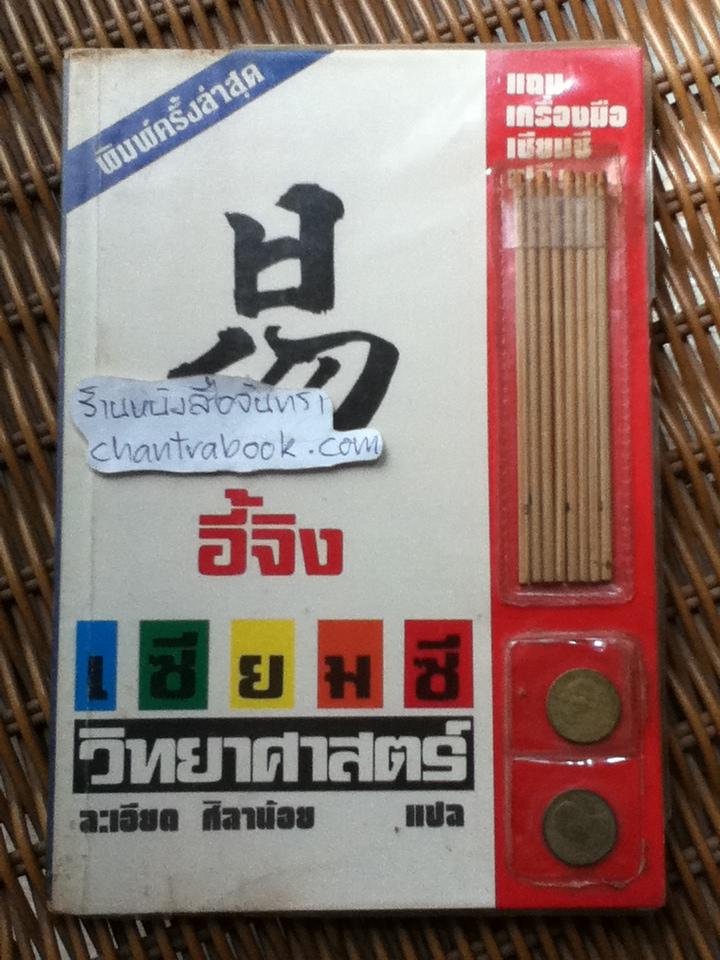 พิมพ์ครั้งล่าสุด
แถม
เครื่องมือ
เซียมซี
易
ร้านหนังสือจันทรา
chantrabook.com
อี้จิง
เซียมซี
วิทยาศาสตร์
ละเอียด ศิลาน้อย แปล